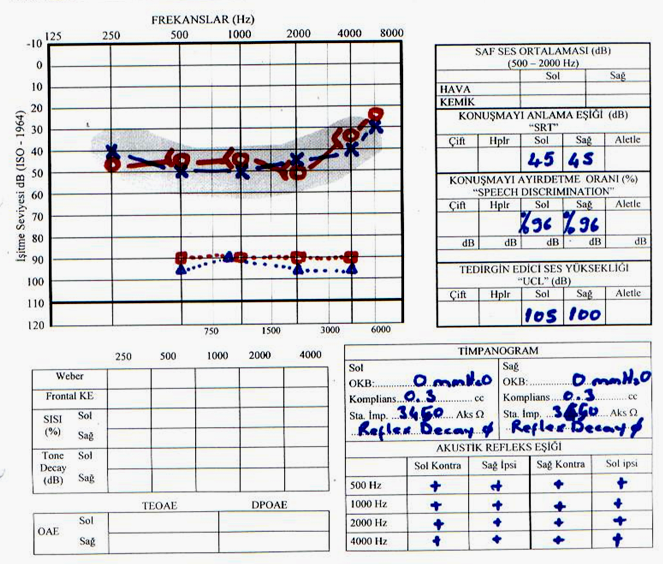 FREKANSLAR (Hz)
125 250 500 1000 2000 4000 8000
İşitme Seviyesi dB (ISO - 1964)
-10
0
10
20
30
40
50
60
70
80
90
100
110
120
750 1500 3000 6000
SAF SES ORTALAMASI (dB)
(500 – 2000 Hz)
Sol Sağ
HAVA
KEMİK
KONUŞMAYI ANLAMA EŞİĞİ (dB)
"SRT"
Çift Hplr Sol Sağ Aletle
45 45
KONUŞMAYI AYIRDETME ORANI (%)
"SPEECH DISCRIMINATION"
Çift Hplr Sol Sağ Aletle
%96 %96
dB dB dB dB dB
TEDİRGİN EDİCİ SES YÜKSEKLİĞİ
"UCL" (dB)
Çift Hplr Sol Sağ Aletle
105 100
250 500 1000 2000 4000
Weber
Frontal KE
SISI (%) Sol
Sağ
Tone Decay (dB) Sol
Sağ
TEOAE DPOAE
OAE Sol
Sağ
TİMPANOGRAM
Sol Sağ
OKB: 0 mmH2O OKB: 0 mmH2O
Komplians 0.3 cc Komplians 0.3 cc
Sta. İmp. 3460 Aks Ω Sta. İmp. 3460 Aks Ω
Reflex Decay ϕ Reflex Decay ϕ
AKUSTİK REFLEKS EŞİĞİ
Sol Kontra Sağ İpsi Sağ Kontra Sol ipsi
500 Hz + + + +
1000 Hz + + + +
2000 Hz + + + +
4000 Hz + + + +